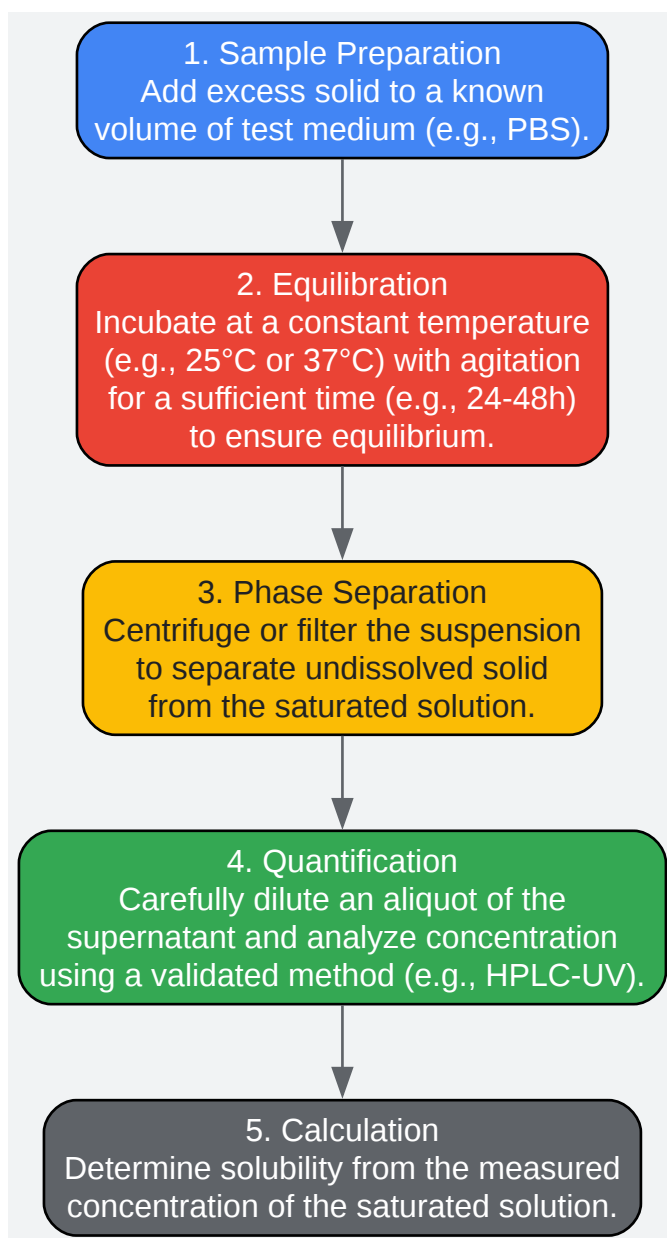 1. Sample Preparation
Add excess solid to a known
volume of test medium (e.g., PBS).
2. Equilibration
Incubate at a constant temperature
(e.g., 25°C or 37°C) with agitation
for a sufficient time (e.g., 24-48h)
to ensure equilibrium.
3. Phase Separation
Centrifuge or filter the suspension
to separate undissolved solid
from the saturated solution.
4. Quantification
Carefully dilute an aliquot of the
supernatant and analyze concentration
using a validated method (e.g., HPLC-UV).
5. Calculation
Determine solubility from the measured
concentration of the saturated solution.